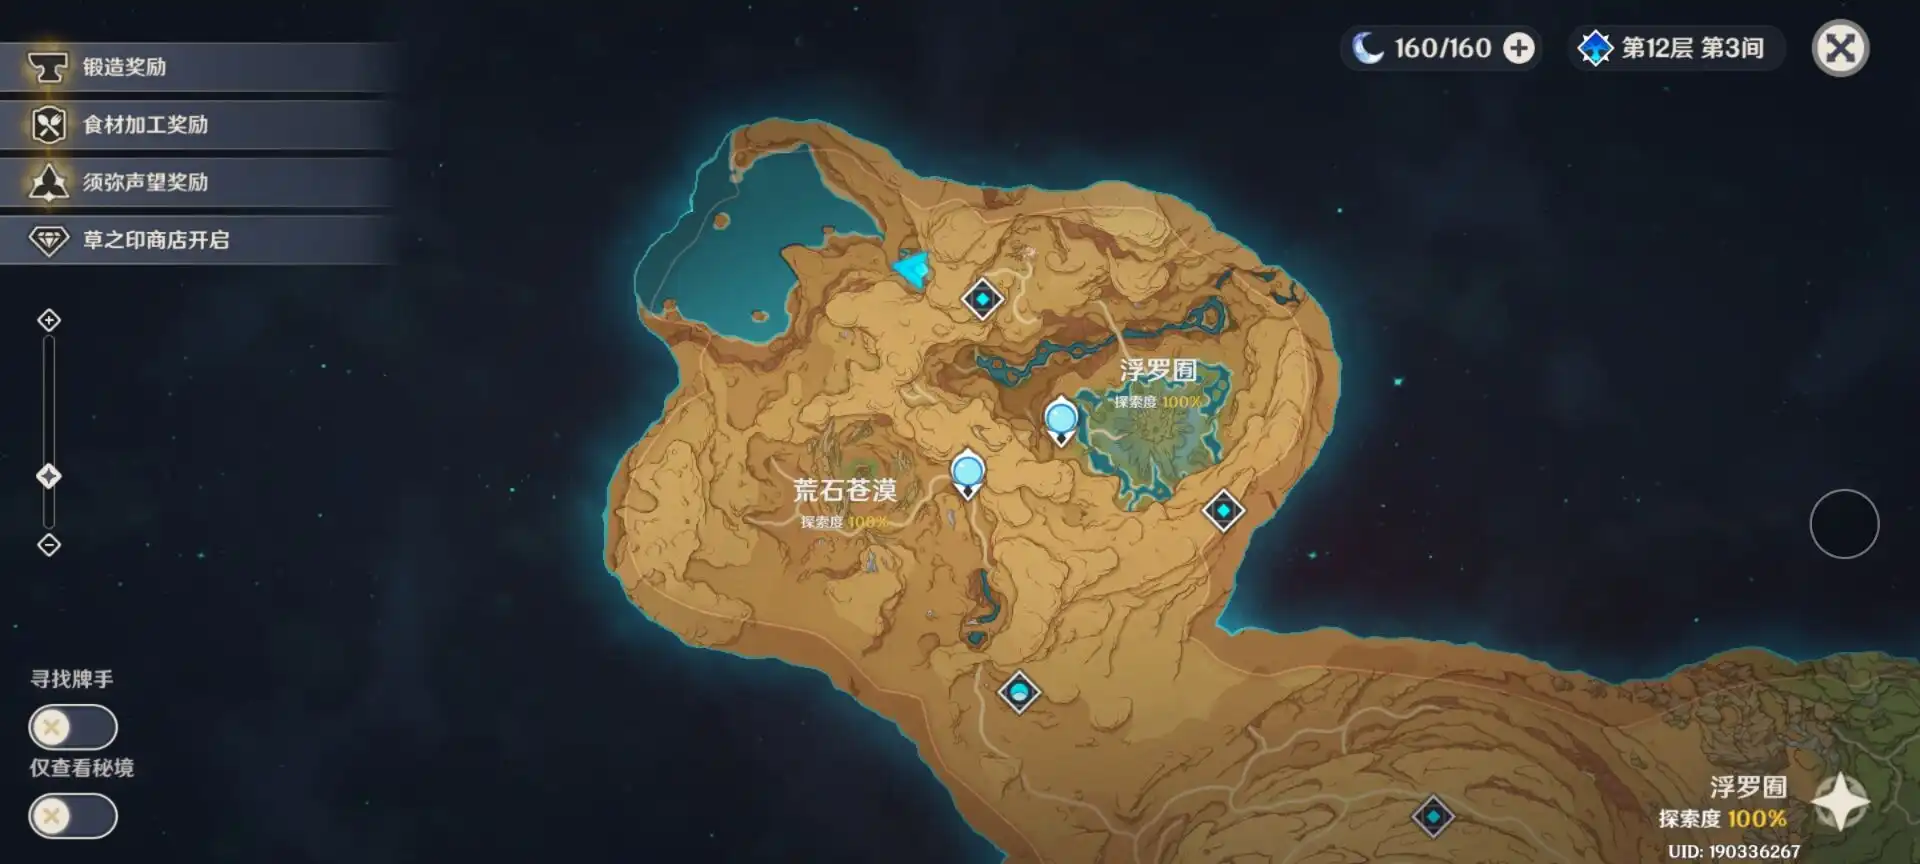 锻造奖励
食材加工奖励
须弥声望奖励
草之印商店开启
160/160
第12层 第3间
浮罗囿
探索度 100%
荒石苍漠
探索度 100%
寻找牌手
仅查看秘境
浮罗囿
探索度 100%
UID: 190336267